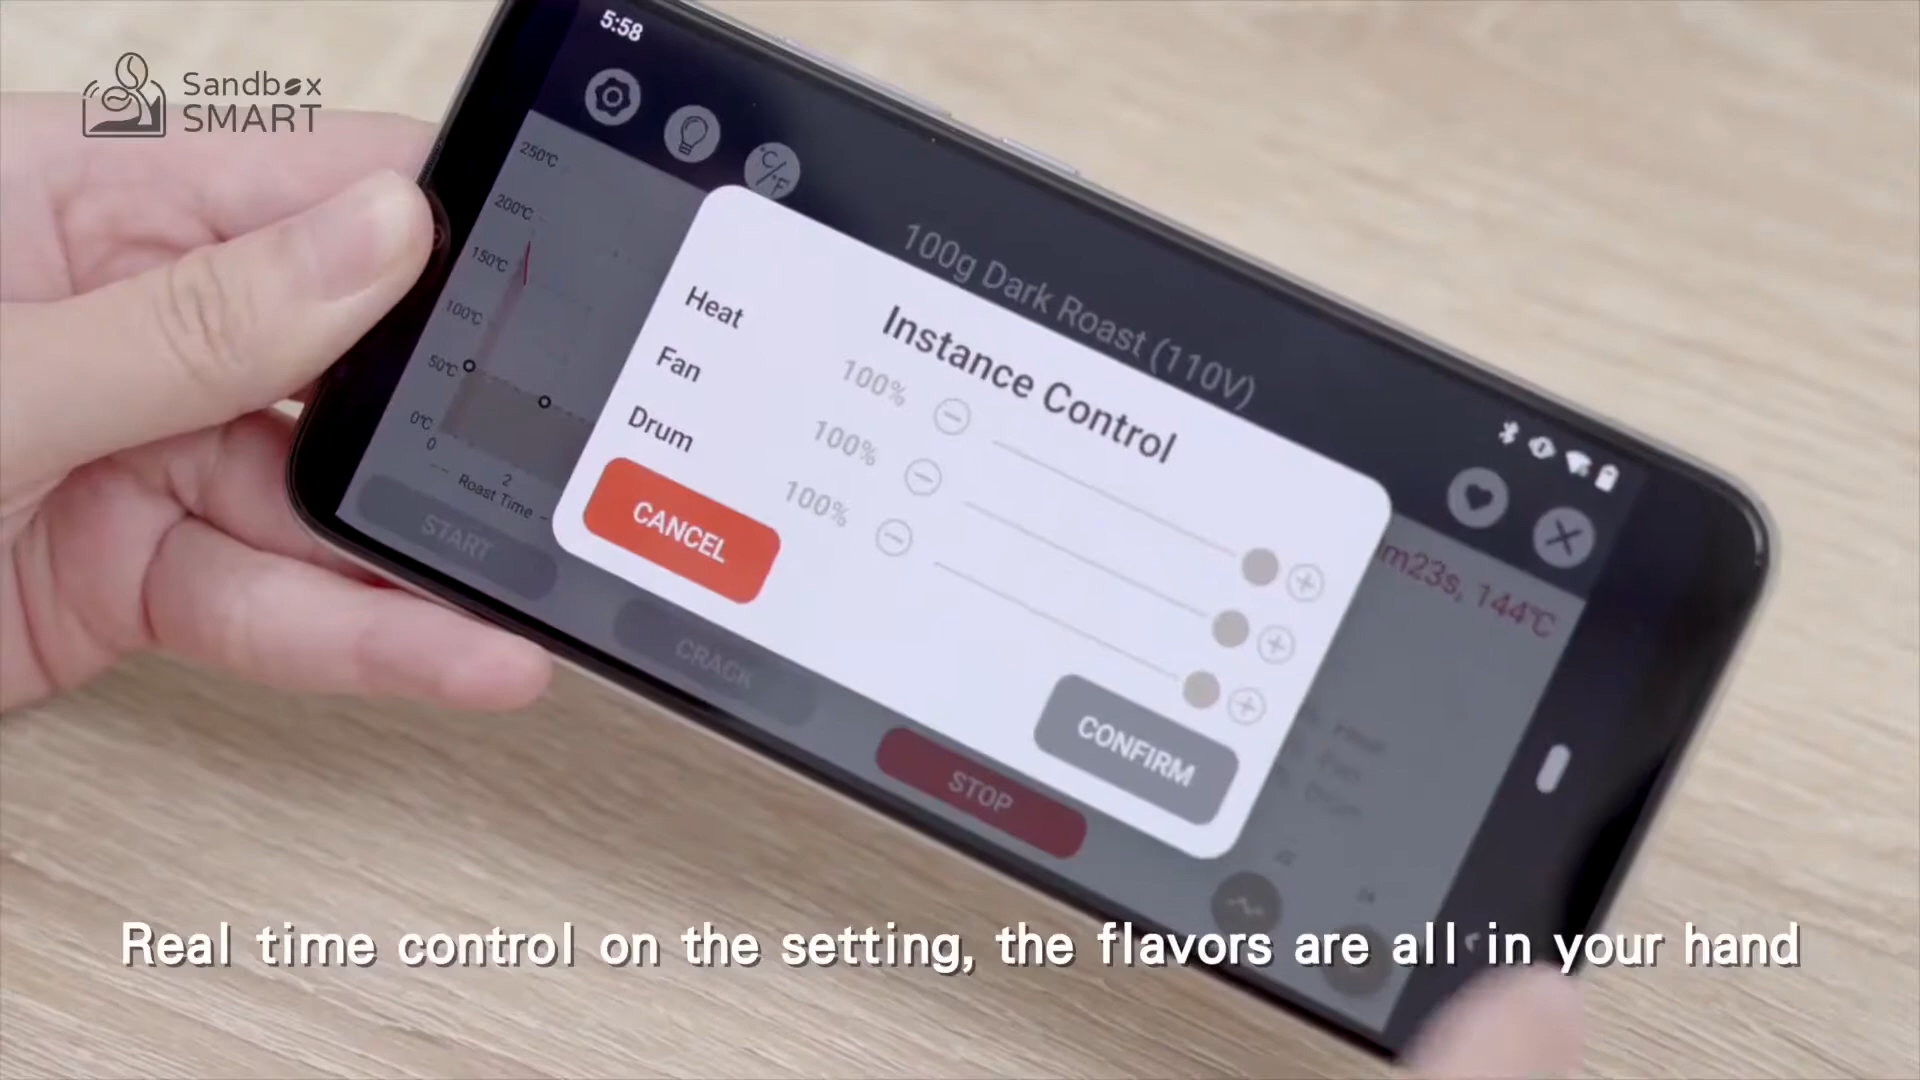 Sandbox
SMART
5:58
°C/°F
100g Dark Roast (110V)
250℃
200℃
150℃
100℃
50℃
0℃
0
2
Roast Time
Instance Control
Heat
100%
Fan
100%
Drum
100%
CANCEL
CONFIRM
m23s, 144℃
START
CRACK
STOP
24
Real time control on the setting, the flavors are all in your hand